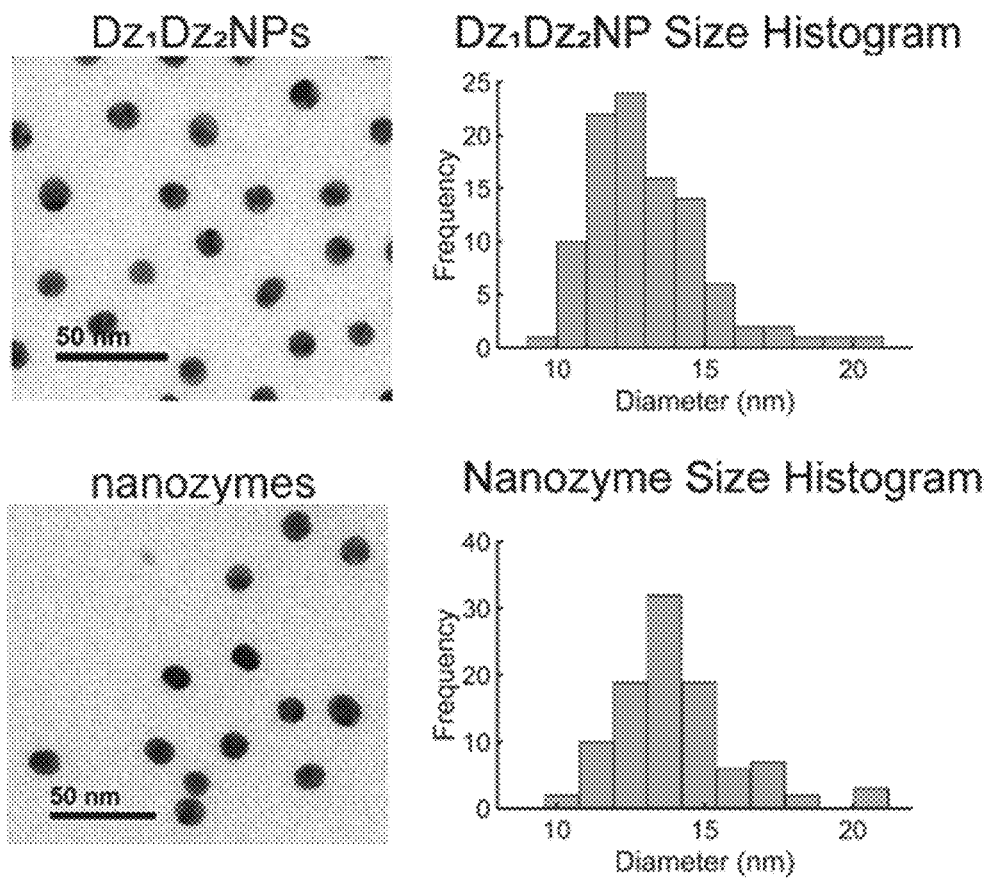 Dz₁Dz₂NPs
50 nm
Dz₁Dz₂NP Size Histogram
25
20
15
10
5
0
Frequency
10 15 20
Diameter (nm)
nanozymes
50 nm
Nanozyme Size Histogram
40
30
20
10
0
Frequency
10 15 20
Diameter (nm)